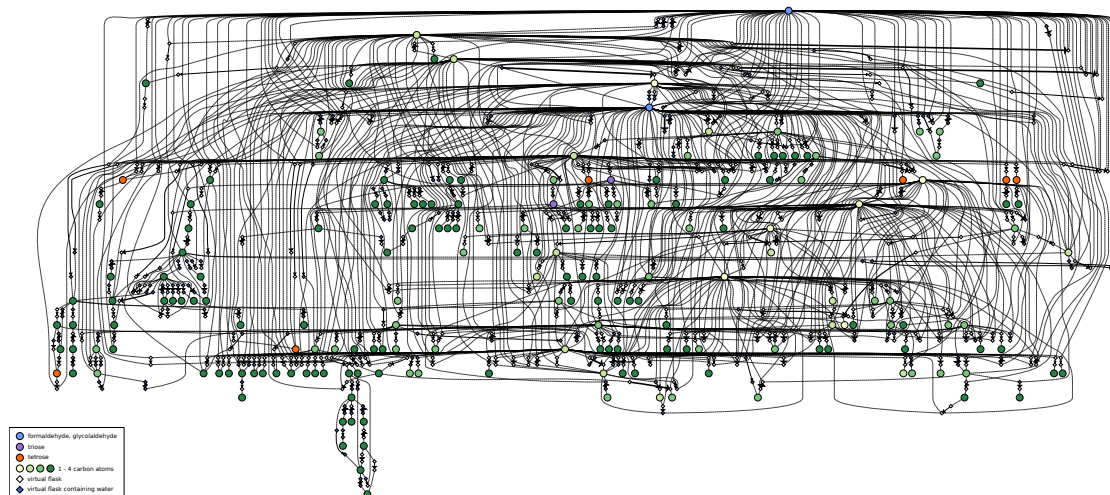 formaldehyde, glycolaldehyde
triose
tetrose
1 - 4 carbon atoms
virtual flask
virtual flask containing water